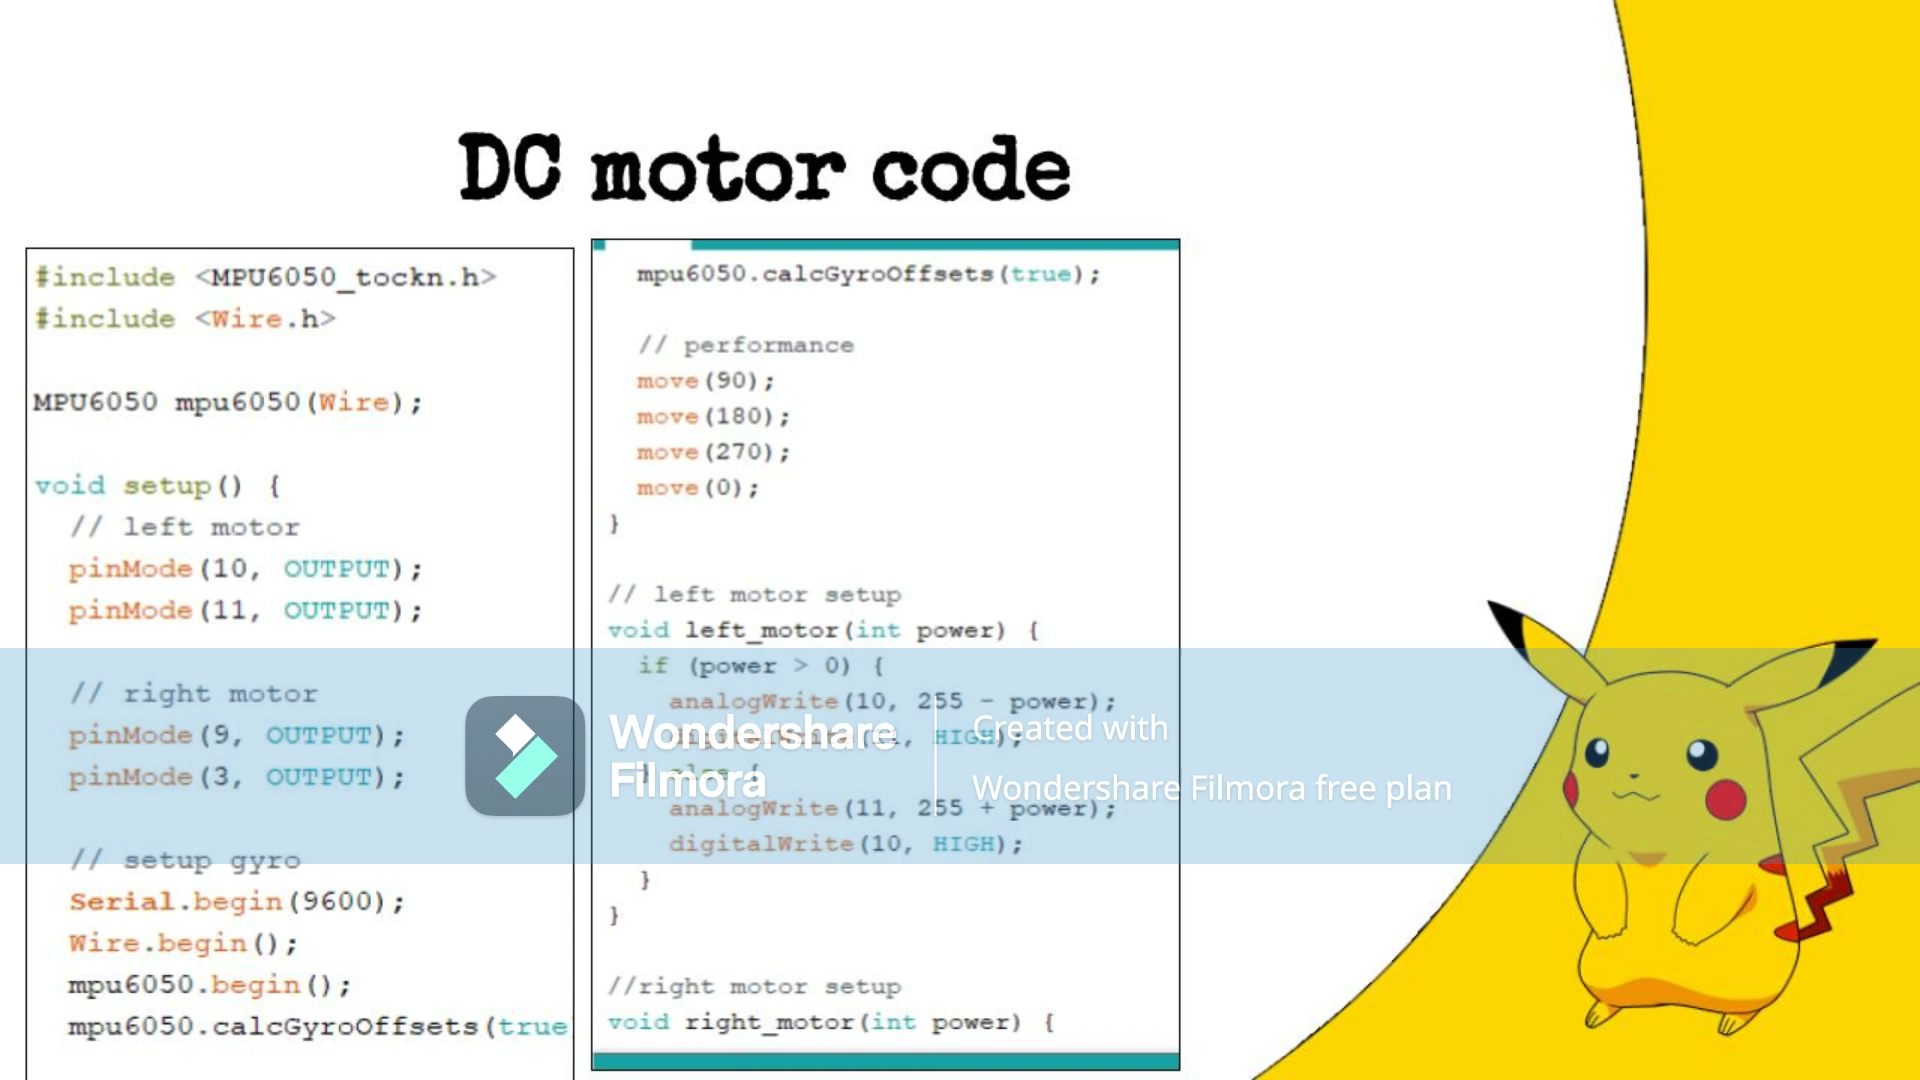 DC motor code
#include <MPU6050_tockn.h>
#include <Wire.h>
MPU6050 mpu6050(Wire);
void setup() {
// left motor
pinMode(10, OUTPUT);
pinMode(11, OUTPUT);
// right motor
pinMode(9, OUTPUT);
pinMode(3, OUTPUT);
// setup gyro
Serial.begin(9600);
Wire.begin();
mpu6050.begin();
mpu6050.calcGyroOffsets(true
mpu6050.calcGyroOffsets(true);
// performance
move(90);
move(180);
move(270);
move(0);
}
// left motor setup
void left_motor(int power) {
if (power > 0) {
analogWrite(10, 255 - power);
HIGH);
} else {
analogWrite(11, 255 + power);
digitalWrite(10, HIGH);
}
}
//right motor setup
void right_motor(int power) {
Wondershare
Filmora
Created with
Wondershare Filmora free plan